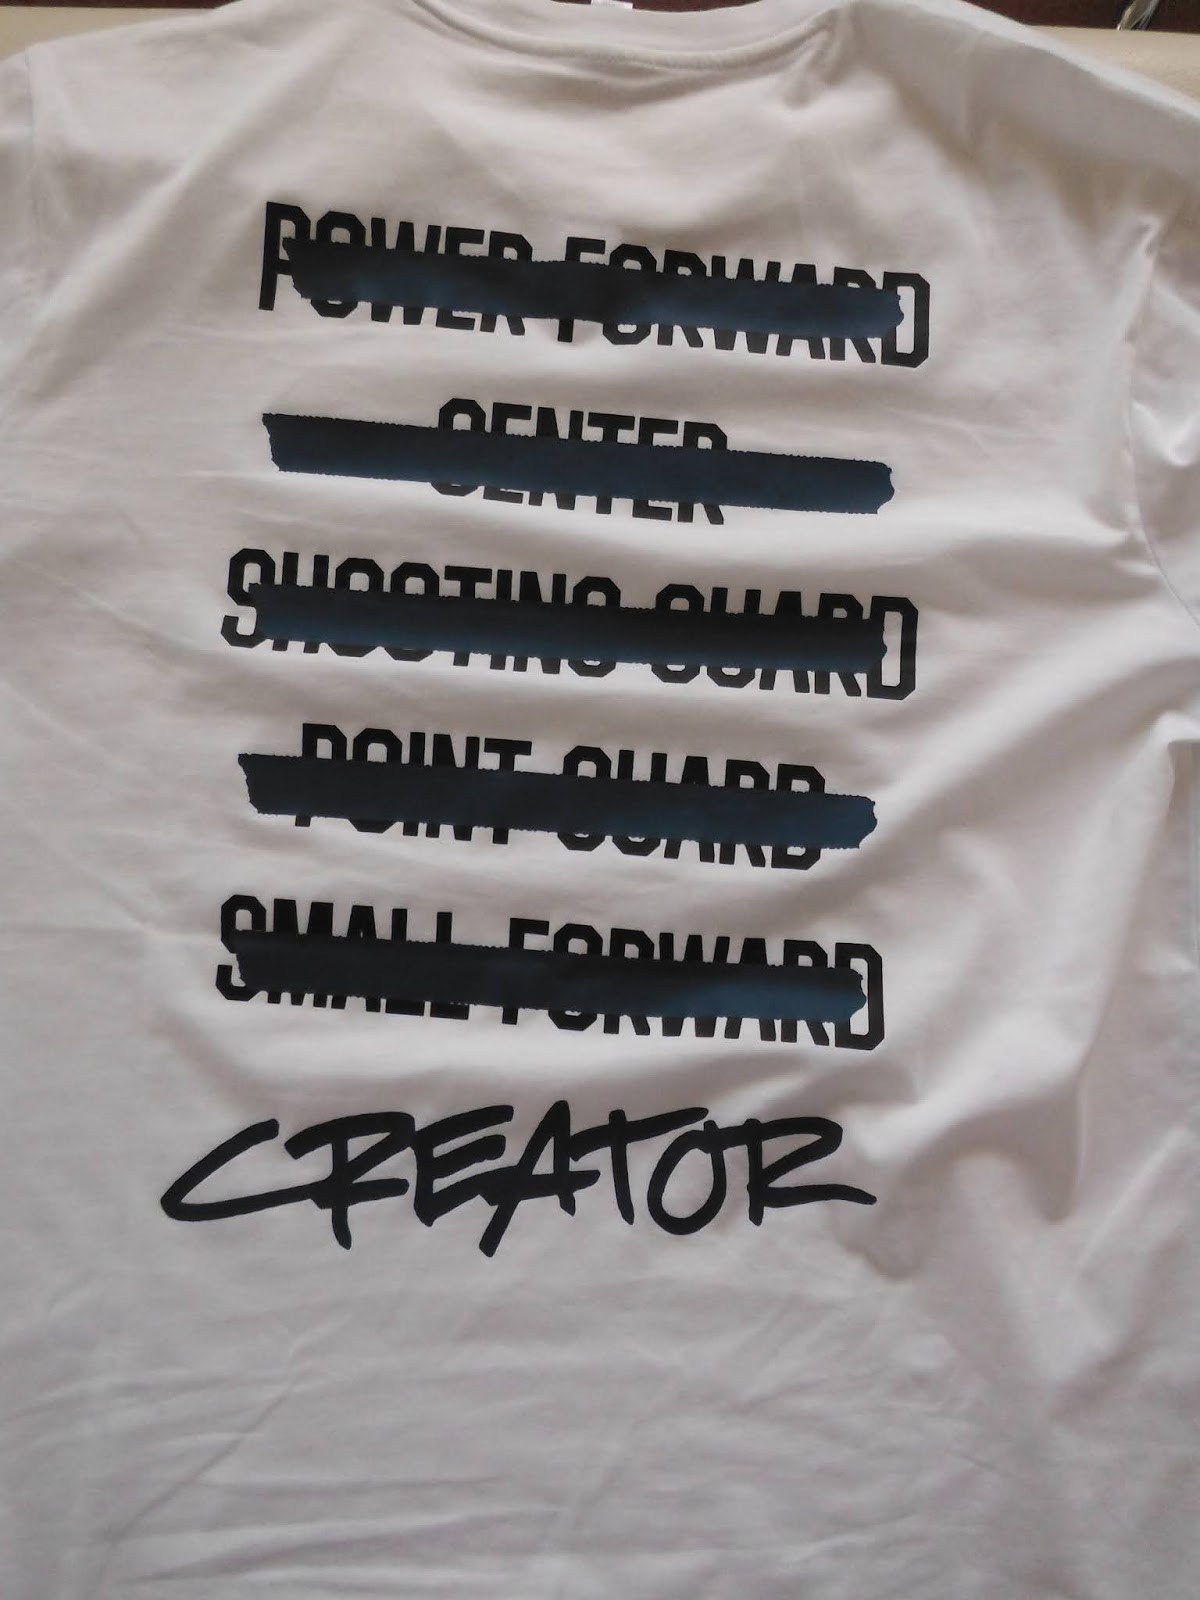 POWER FORWARD
CENTER
SHOOTING GUARD
POINT GUARD
SMALL FORWARD
CREATOR